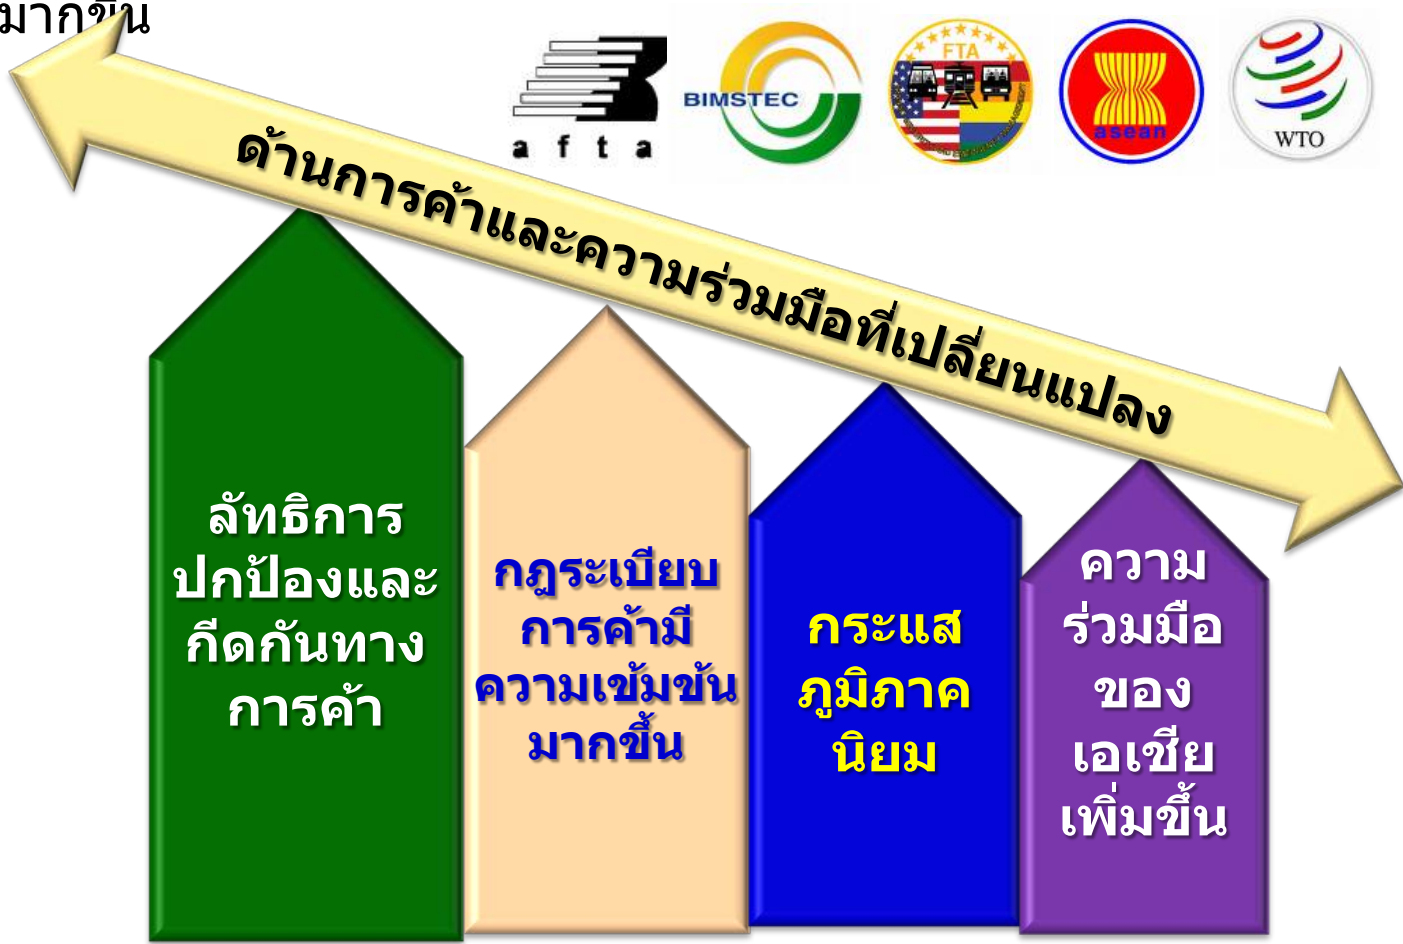 มากขึ้น
afta
BIMSTEC
FTA
asean
WTO
ด้านการค้าและความร่วมมือที่เปลี่ยนแปลง
ลัทธิการ
ปกป้องและ
กีดกันทาง
การค้า
กฎระเบียบ
การค้ามี
ความเข้มข้น
มากขึ้น
กระแส
ภูมิภาค
นิยม
ความ
ร่วมมือ
ของ
เอเชีย
เพิ่มขึ้น